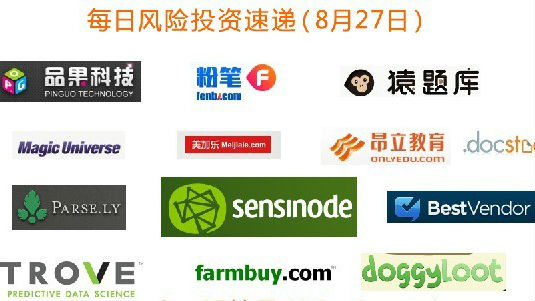 每日风险投资速递(8月27日)
品果科技
PINGUO TECHNOLOGY
粉笔
fenbi.com
猿题库
Magic Universe
美加乐 Meijiale.com
昂立教育
ONLYEDU.COM
.docst
PARSE.LY
sensinode
BestVendor
TROVE™
PREDICTIVE DATA SCIENCE
farmbuy.com
doggyloot